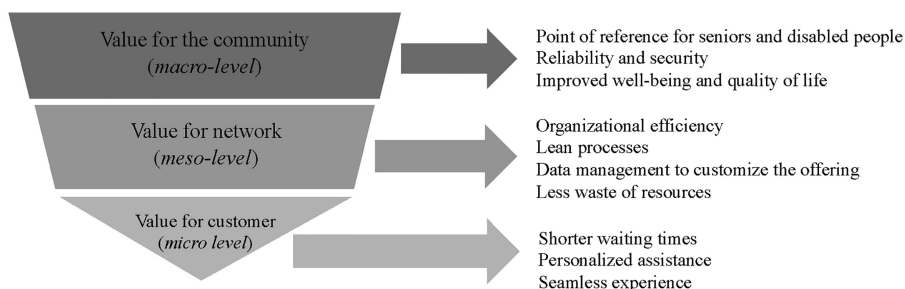 Value for the community
(macro-level)
Point of reference for seniors and disabled people
Reliability and security
Improved well-being and quality of life
Value for network
(meso-level)
Organizational efficiency
Lean processes
Data management to customize the offering
Less waste of resources
Value for customer
(micro level)
Shorter waiting times
Personalized assistance
Seamless experience